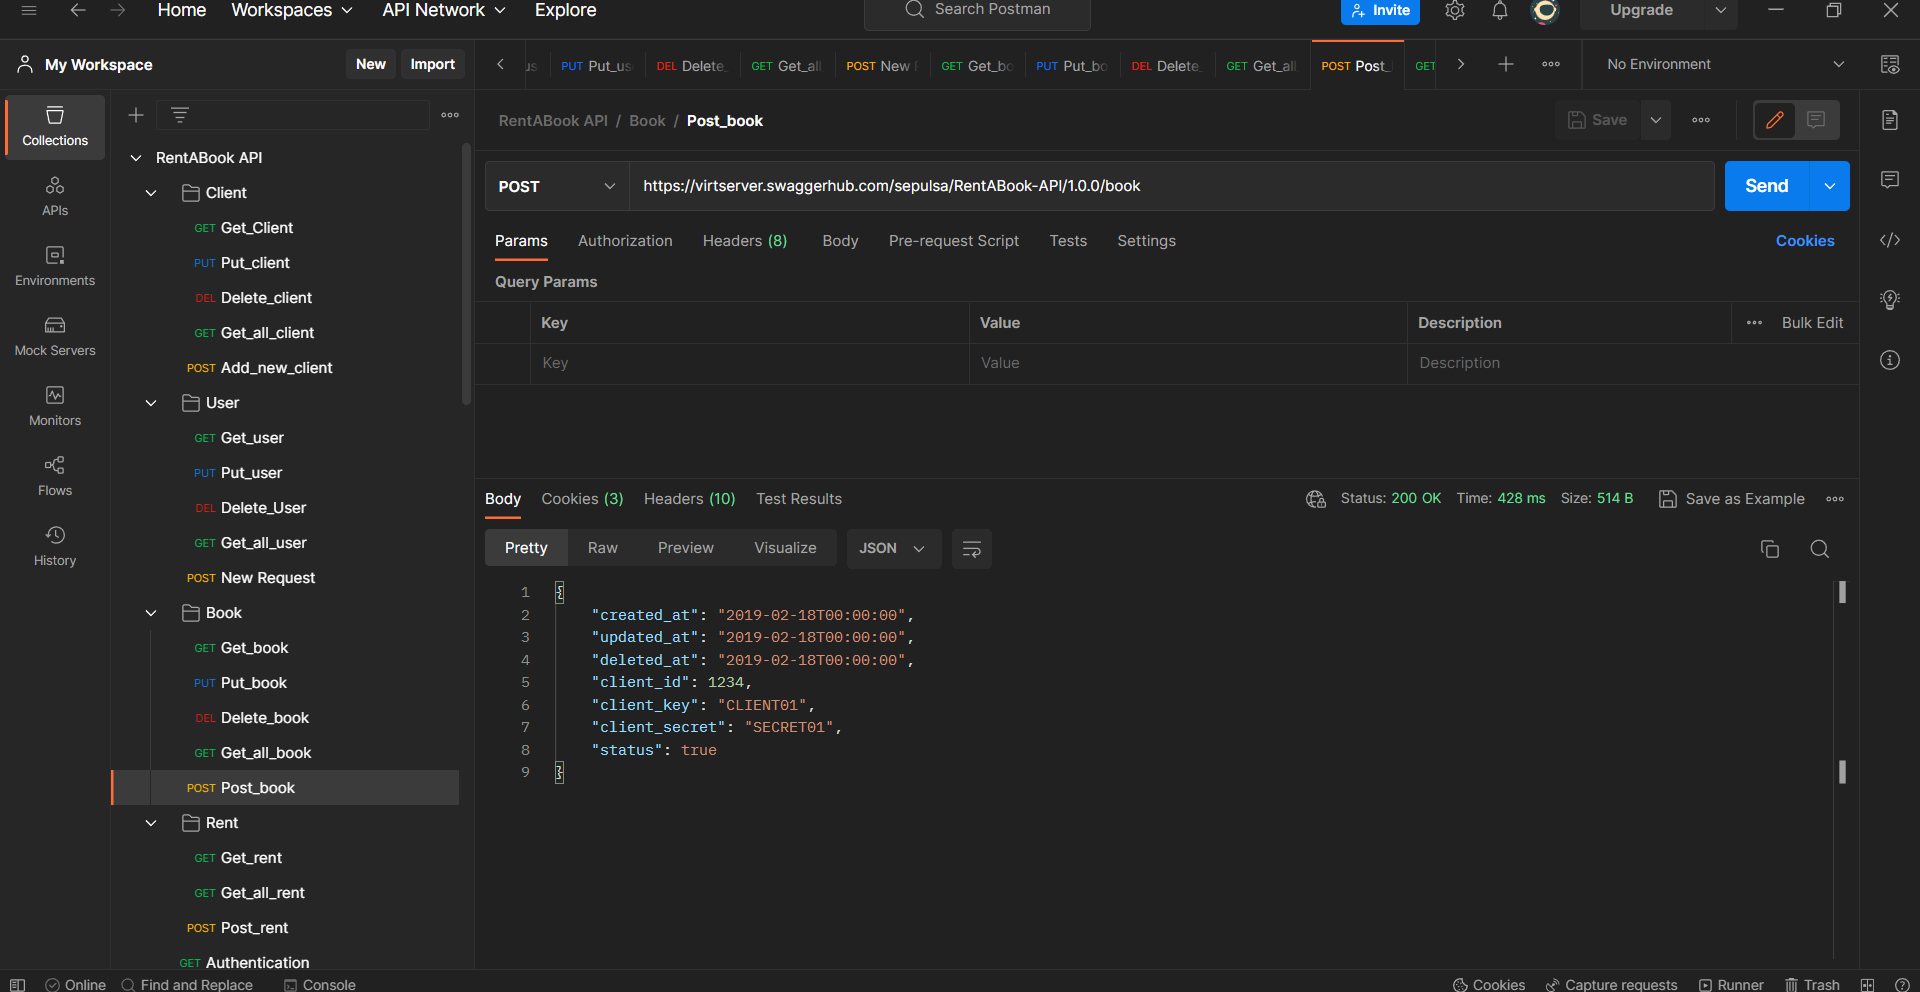 Home Workspaces API Network Explore Search Postman Invite Upgrade
My Workspace New Import
PUT Put_us DEL Delete_ GET Get_all POST New GET Get_bo PUT Put_bo DEL Delete_ GET Get_all POST Post_ GET No Environment
Collections
APIs
Environments
Mock Servers
Monitors
Flows
History
RentABook API
Client
GET Get_Client
PUT Put_client
DEL Delete_client
GET Get_all_client
POST Add_new_client
User
GET Get_user
PUT Put_user
DEL Delete_User
GET Get_all_user
POST New Request
Book
GET Get_book
PUT Put_book
DEL Delete_book
GET Get_all_book
POST Post_book
Rent
GET Get_rent
GET Get_all_rent
POST Post_rent
GET Authentication
RentABook API / Book / Post_book Save
POST https://virtserver.swaggerhub.com/sepulsa/RentABook-API/1.0.0/book Send
Params Authorization Headers (8) Body Pre-request Script Tests Settings Cookies
Query Params
Key Value Description Bulk Edit
Key Value Description
Body Cookies (3) Headers (10) Test Results Status: 200 OK Time: 428 ms Size: 514 B Save as Example
Pretty Raw Preview Visualize JSON
1 {
2 "created_at": "2019-02-18T00:00:00",
3 "updated_at": "2019-02-18T00:00:00",
4 "deleted_at": "2019-02-18T00:00:00",
5 "client_id": 1234,
6 "client_key": "CLIENT01",
7 "client_secret": "SECRET01",
8 "status": true
9 }
Online Find and Replace Console Cookies Capture requests Runner Trash